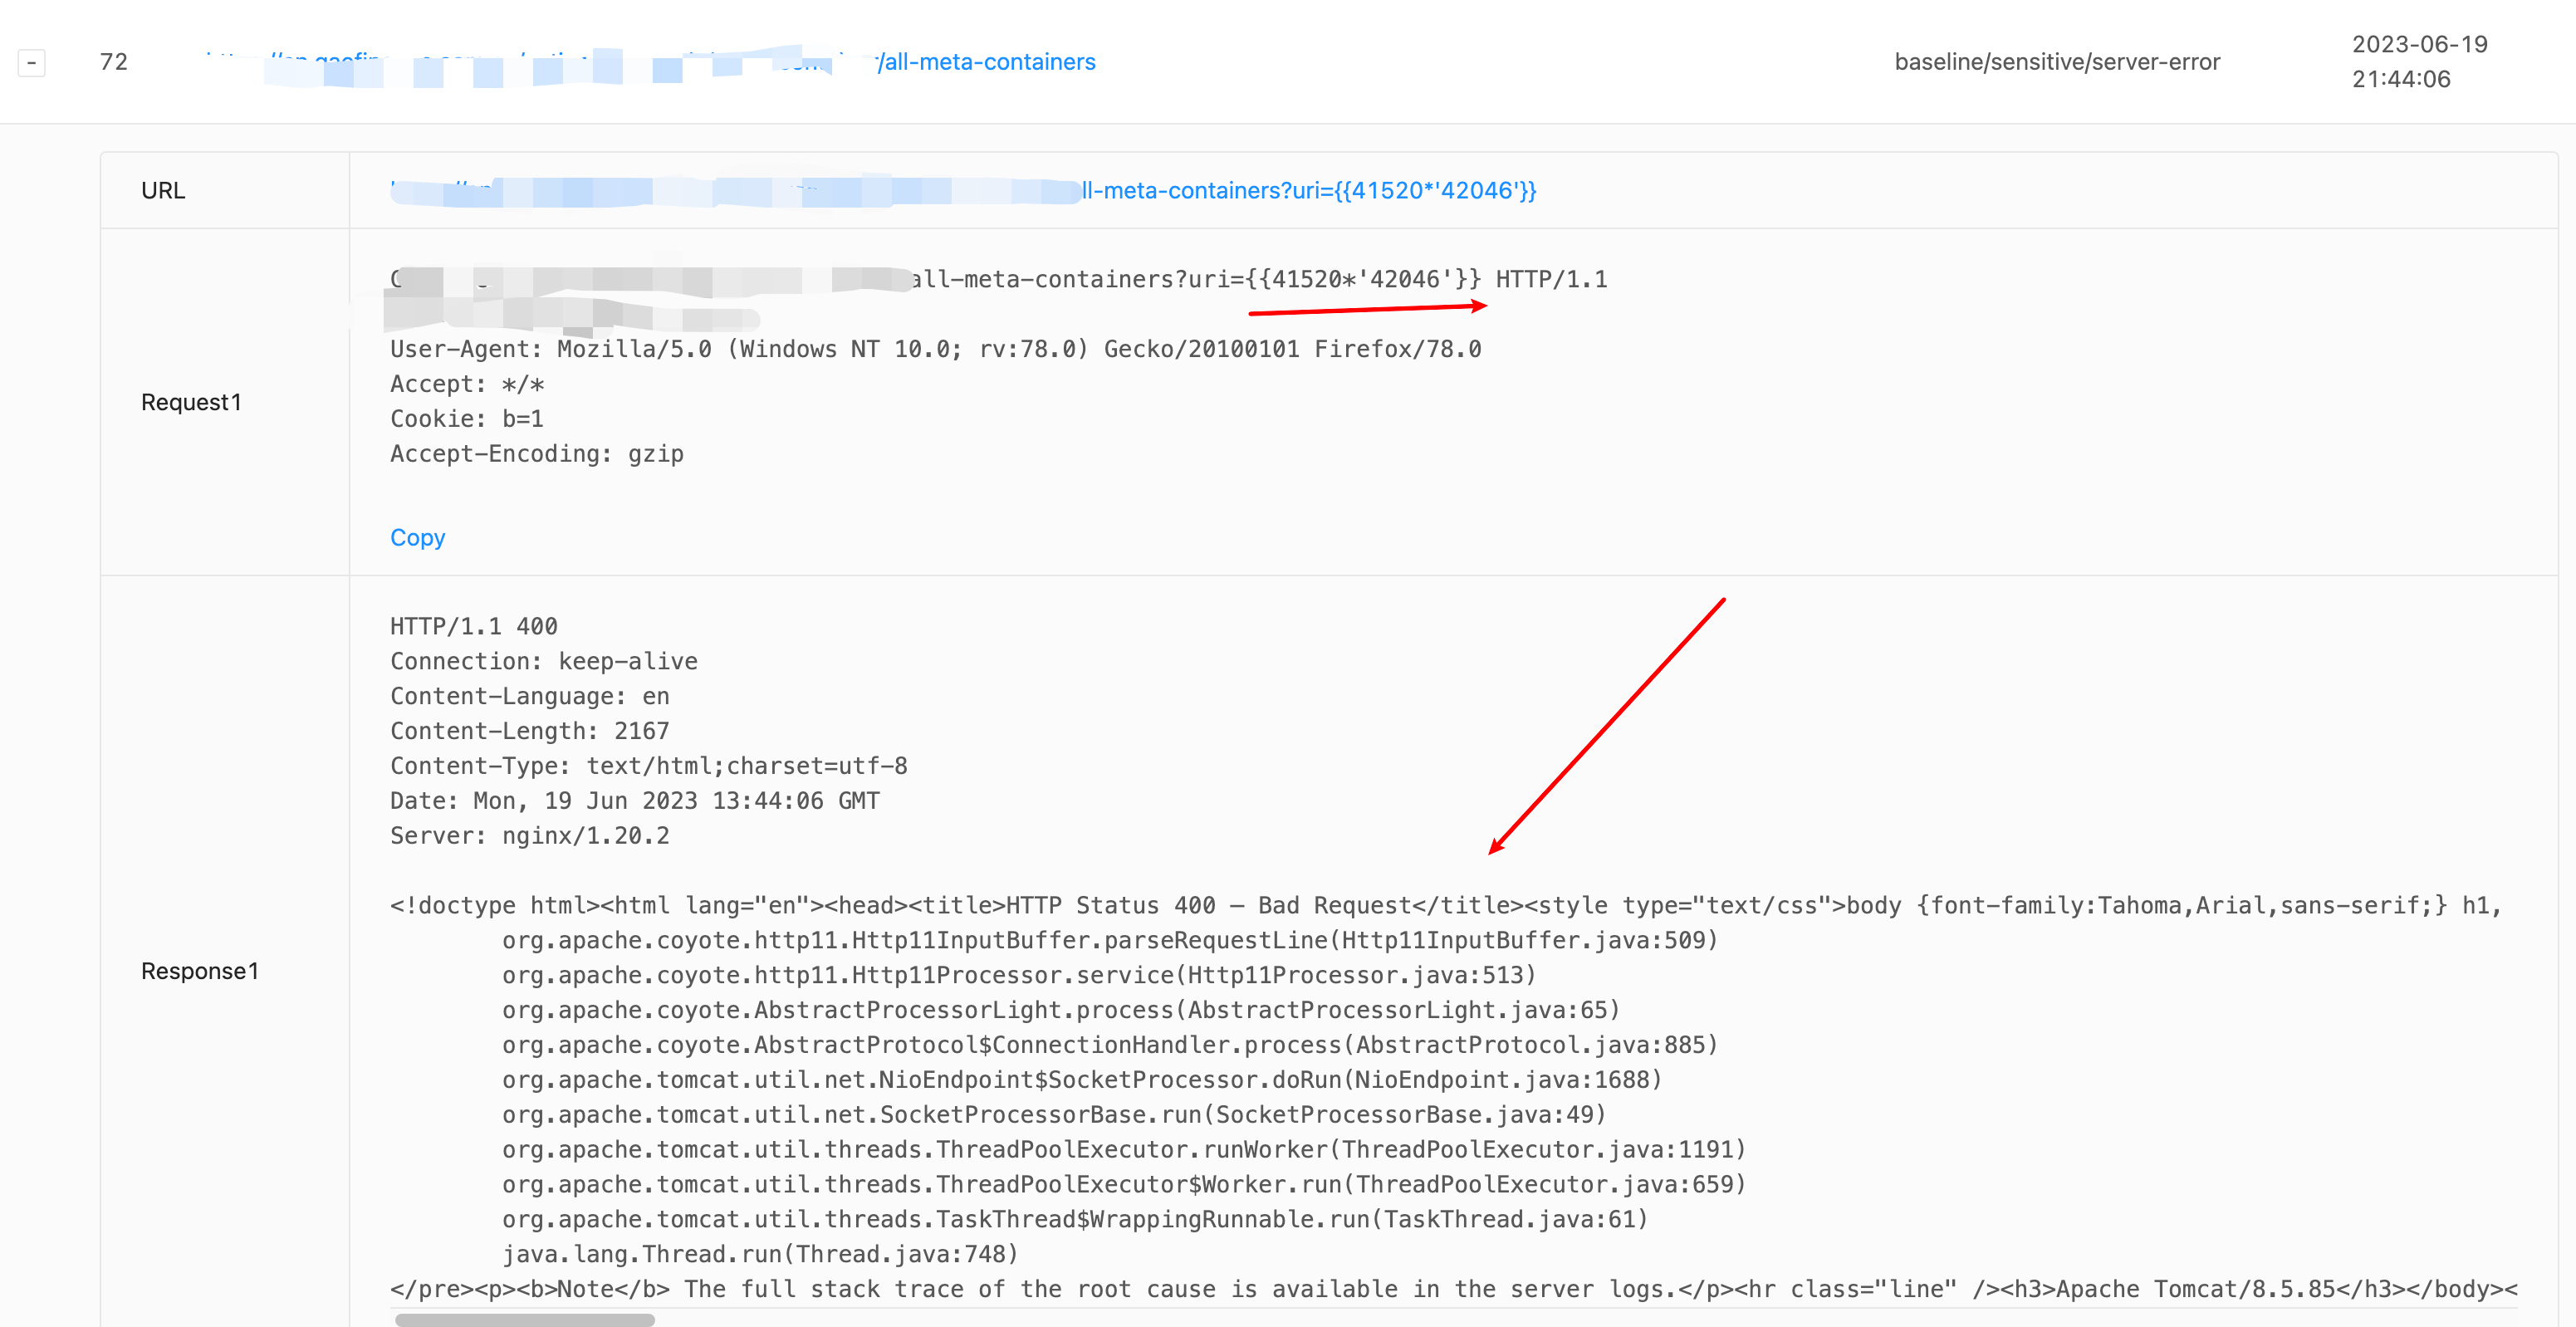 -
72
/all-meta-containers
baseline/sensitive/server-error
2023-06-19
21:44:06
URL
ll-meta-containers?uri={{41520*'42046'}}
Request1
all-meta-containers?uri={{41520*'42046'}} HTTP/1.1
User-Agent: Mozilla/5.0 (Windows NT 10.0; rv:78.0) Gecko/20100101 Firefox/78.0
Accept: */*
Cookie: b=1
Accept-Encoding: gzip
Copy
Response1
HTTP/1.1 400
Connection: keep-alive
Content-Language: en
Content-Length: 2167
Content-Type: text/html;charset=utf-8
Date: Mon, 19 Jun 2023 13:44:06 GMT
Server: nginx/1.20.2
<!doctype html><html lang="en"><head><title>HTTP Status 400 – Bad Request</title><style type="text/css">body {font-family:Tahoma,Arial,sans-serif;} h1,
org.apache.coyote.http11.Http11InputBuffer.parseRequestLine(Http11InputBuffer.java:509)
org.apache.coyote.http11.Http11Processor.service(Http11Processor.java:513)
org.apache.coyote.AbstractProcessorLight.process(AbstractProcessorLight.java:65)
org.apache.coyote.AbstractProtocol$ConnectionHandler.process(AbstractProtocol.java:885)
org.apache.tomcat.util.net.NioEndpoint$SocketProcessor.doRun(NioEndpoint.java:1688)
org.apache.tomcat.util.net.SocketProcessorBase.run(SocketProcessorBase.java:49)
org.apache.tomcat.util.threads.ThreadPoolExecutor.runWorker(ThreadPoolExecutor.java:1191)
org.apache.tomcat.util.threads.ThreadPoolExecutor$Worker.run(ThreadPoolExecutor.java:659)
org.apache.tomcat.util.threads.TaskThread$WrappingRunnable.run(TaskThread.java:61)
java.lang.Thread.run(Thread.java:748)
</pre><p><b>Note</b> The full stack trace of the root cause is available in the server logs.</p><hr class="line" /><h3>Apache Tomcat/8.5.85</h3></body><